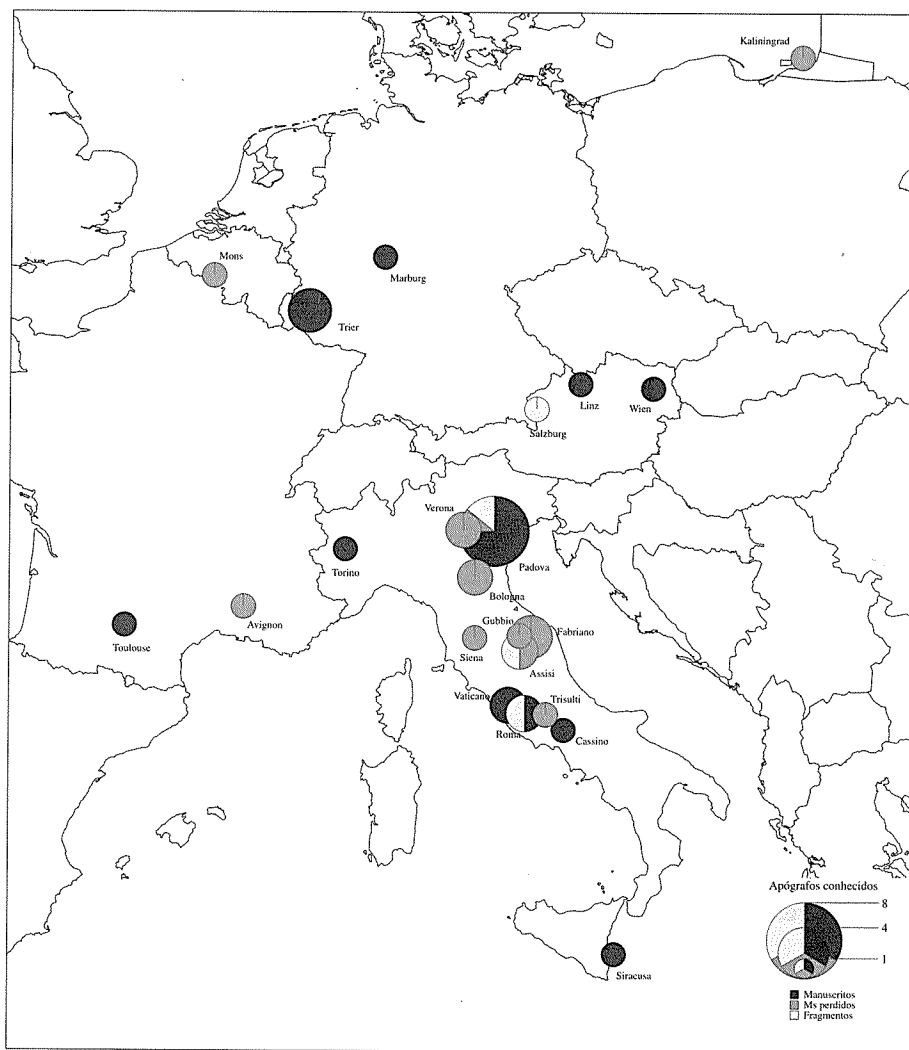 Kaliningrad
Mons
Marburg
Trier
Linz
Wien
Salzburg
Verona
Padova
Torino
Bologna
Avignon
Toulouse
Gubbio
Fabriano
Siena
Assisi
Vaticano
Trisulti
Roma
Cassino
Siracusa
Apógrafos conhecidos
8
4
1
Manuscritos
Ms perdidos
Fragmentos